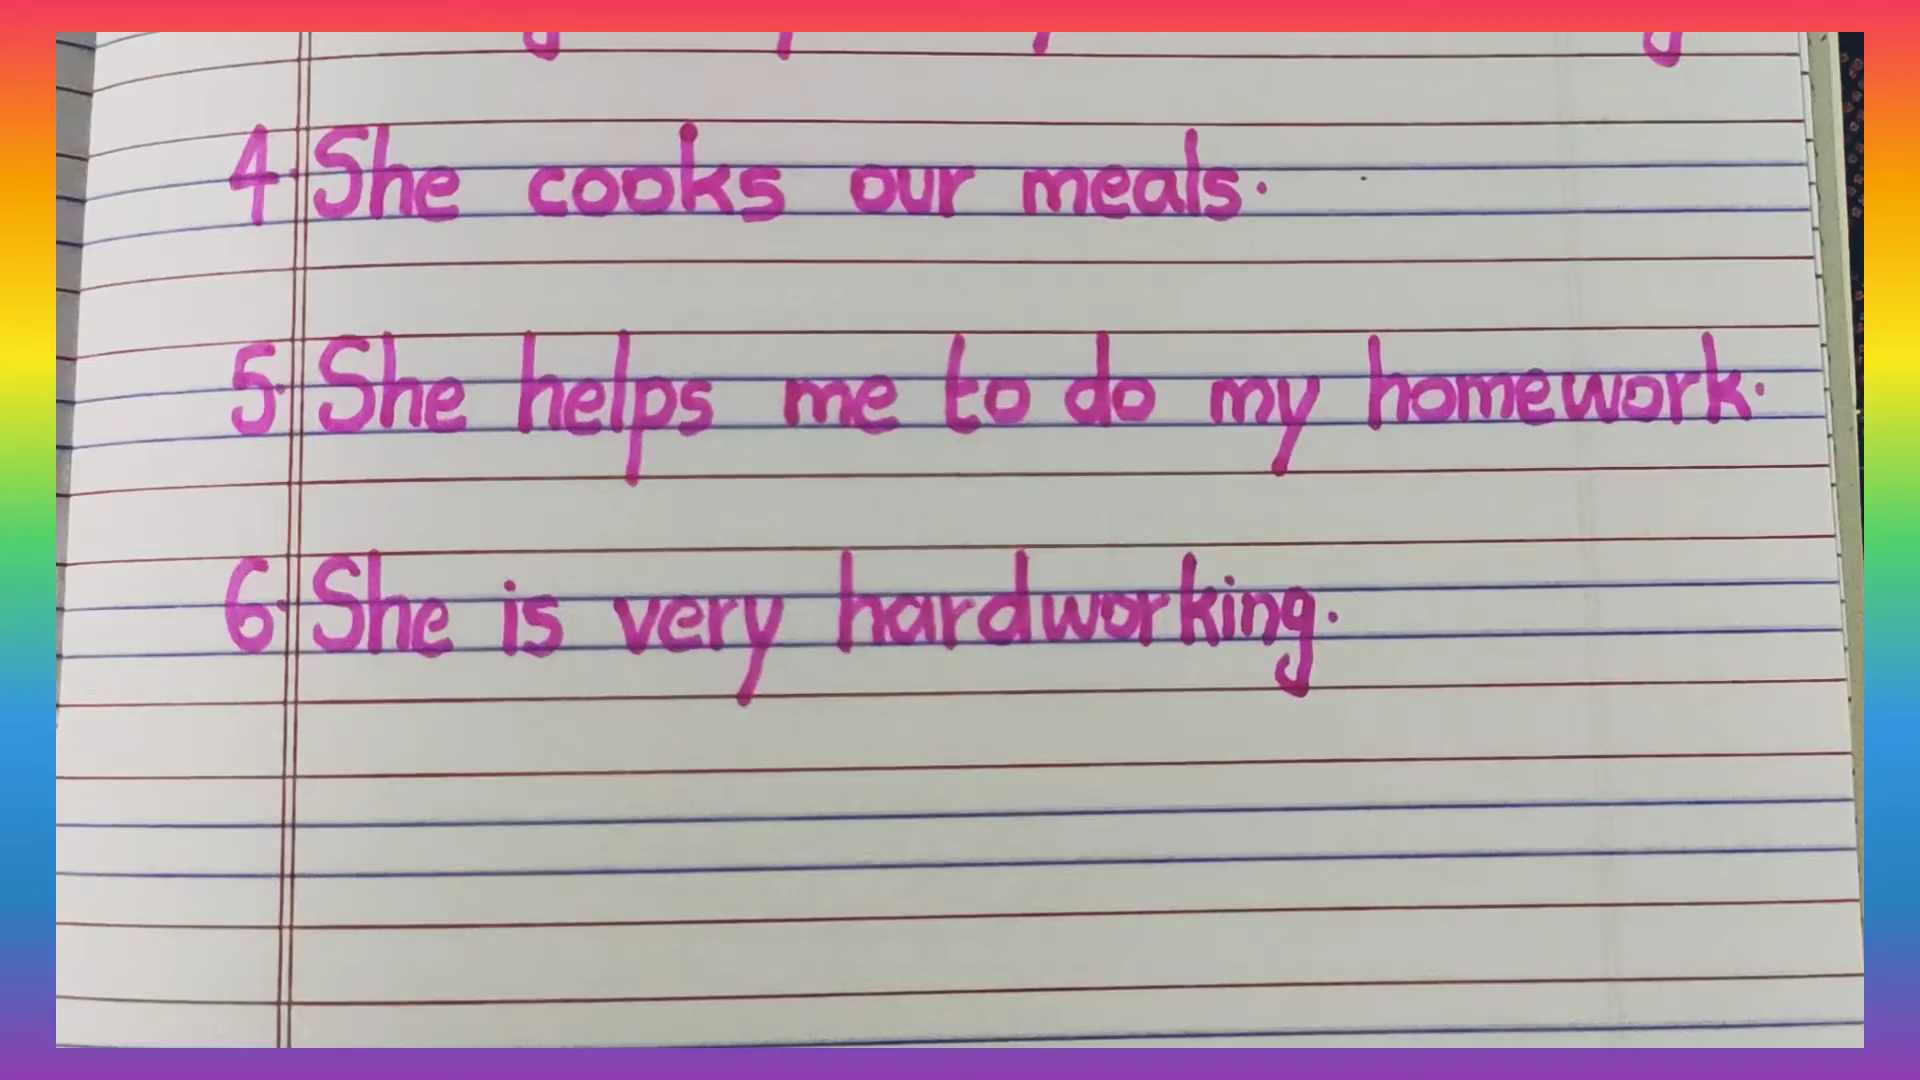 4. She cooks our meals.
5. She helps me to do my homework.
6. She is very hardworking.